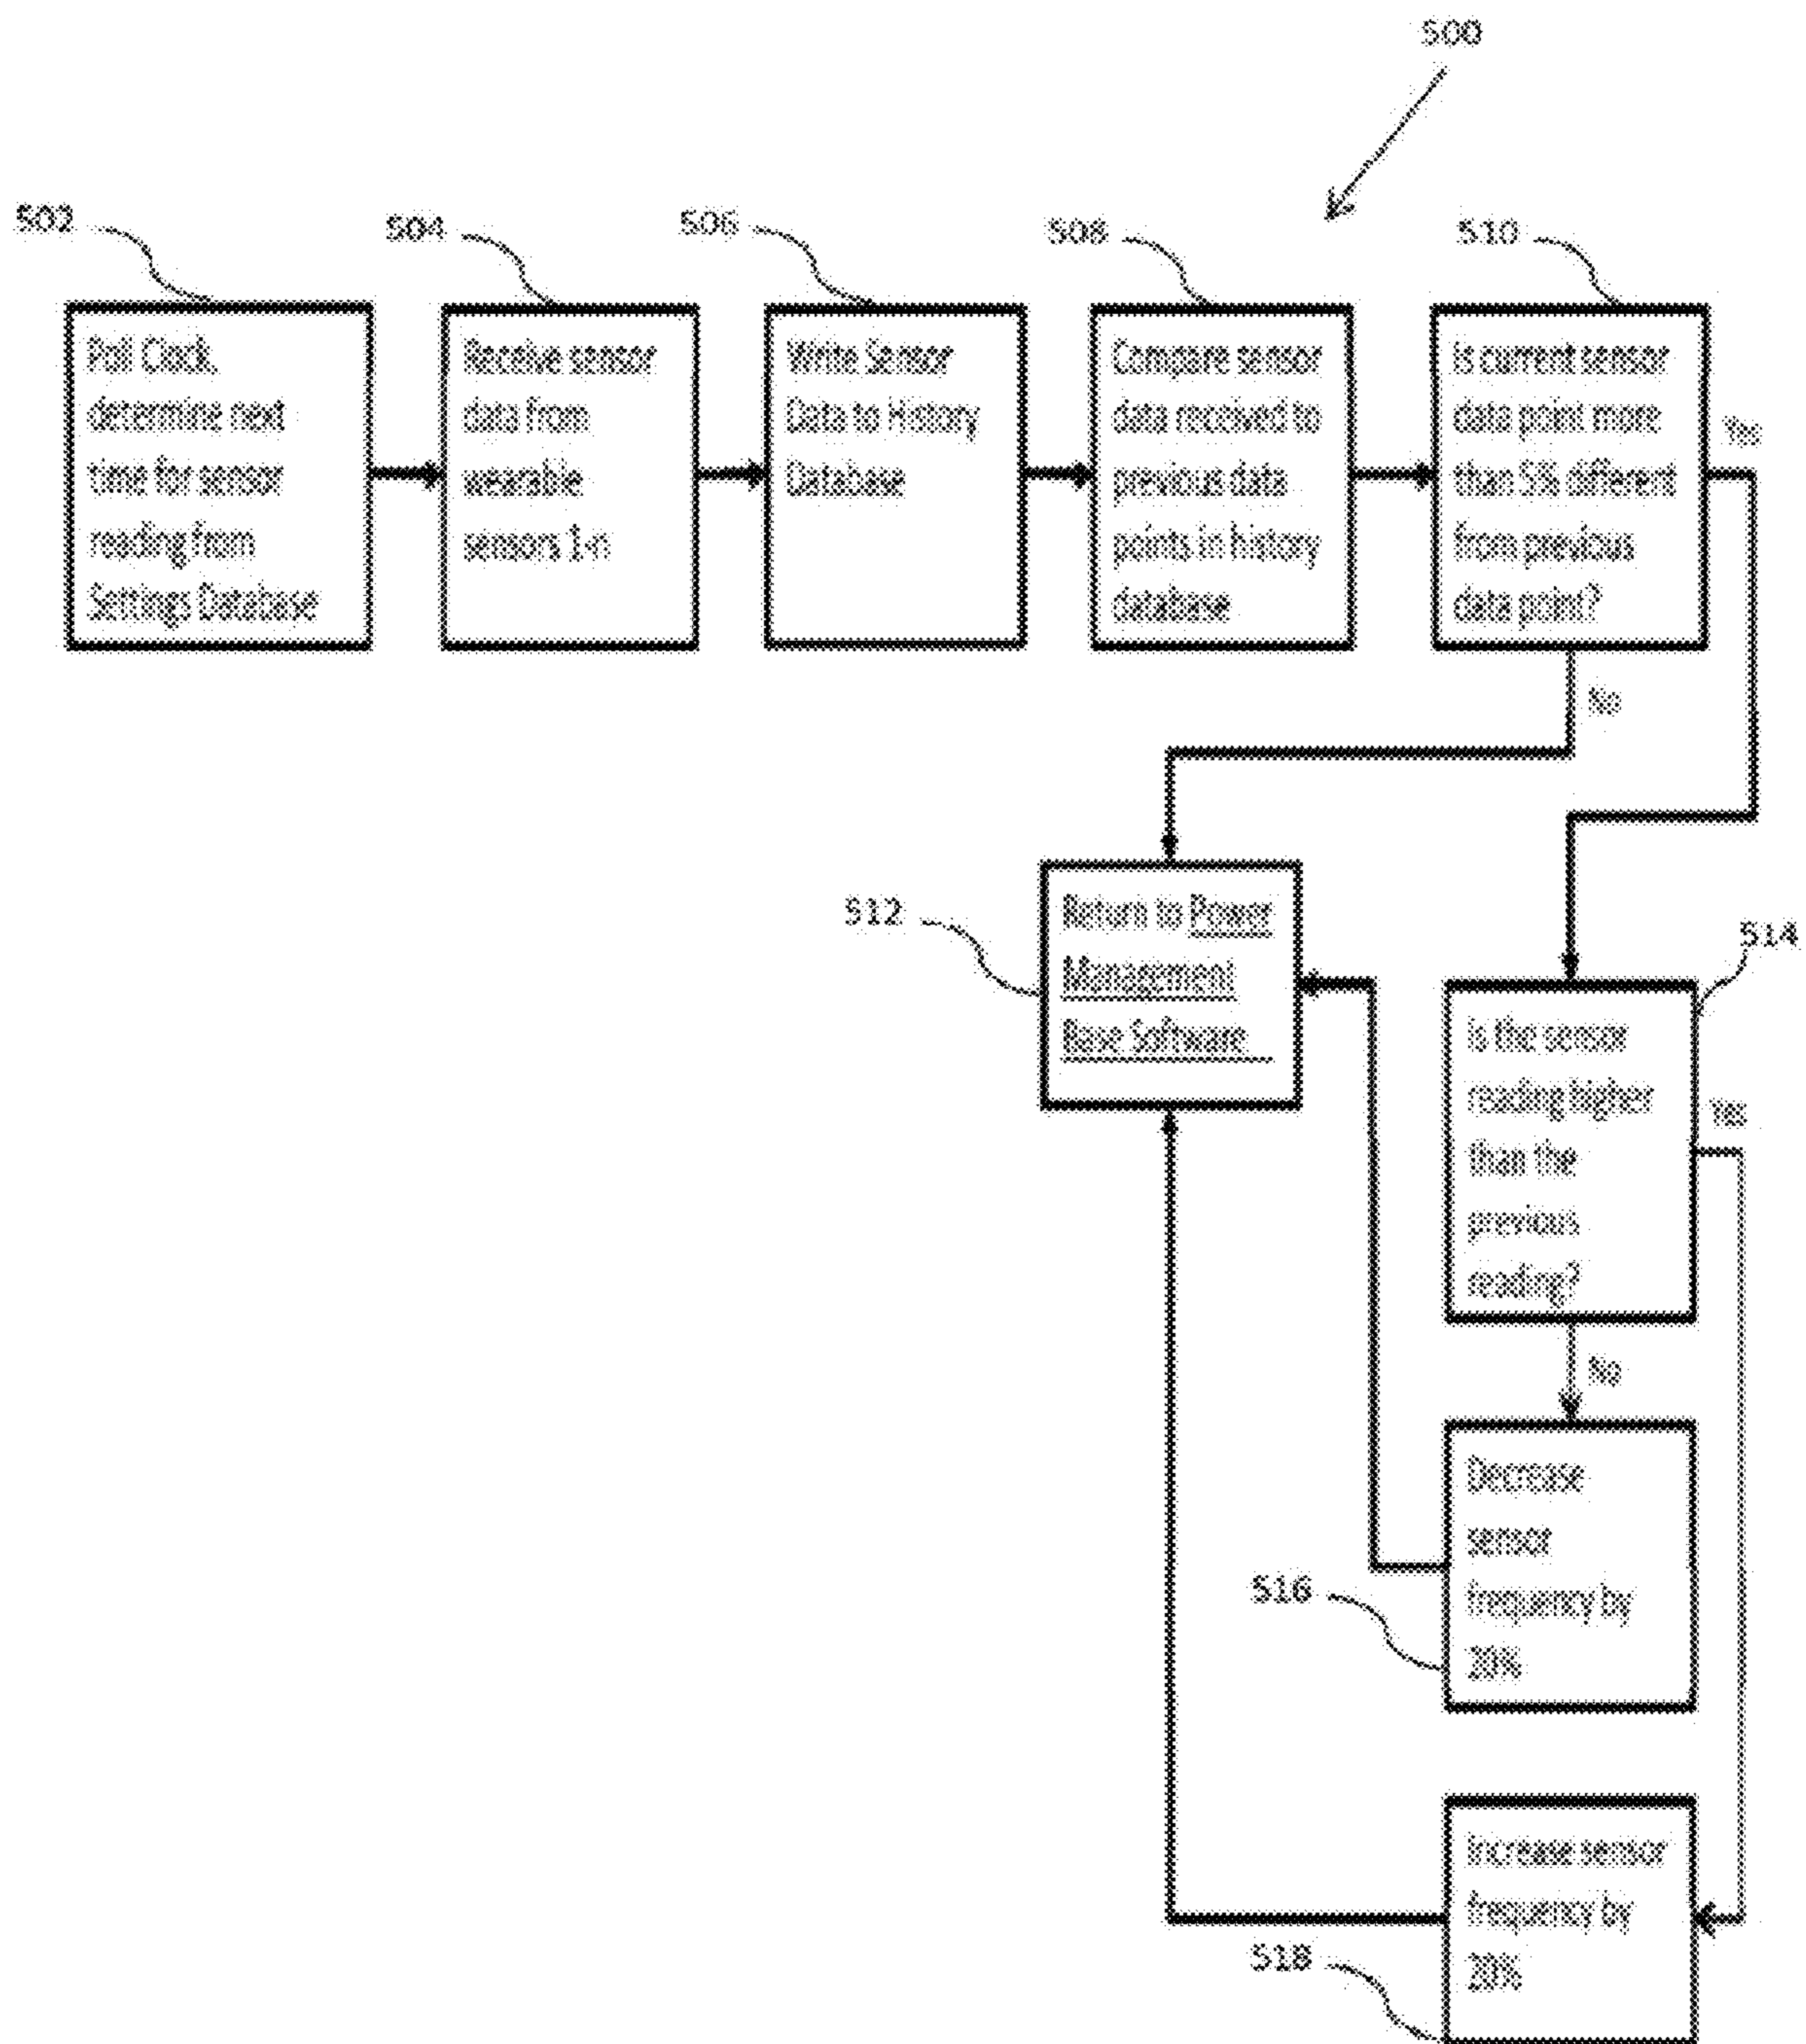 500
502
504
506
508
510
Poll Clock,
determine next
time for sensor
reading from
Settings Database
Receive sensor
data from
wearable
sensors 1-n
Write Sensor
Data to History
Database
Compare sensor
data received to
previous data
points in history
database
is current sensor
data point more
than 5% different
from previous
data point?
Yes
No
512
Return to Power
Management
Base Software
514
is the sensor
reading higher
than the
previous
reading?
Yes
No
516
Decrease
sensor
frequency by
20%
518
increase sensor
frequency by
20%